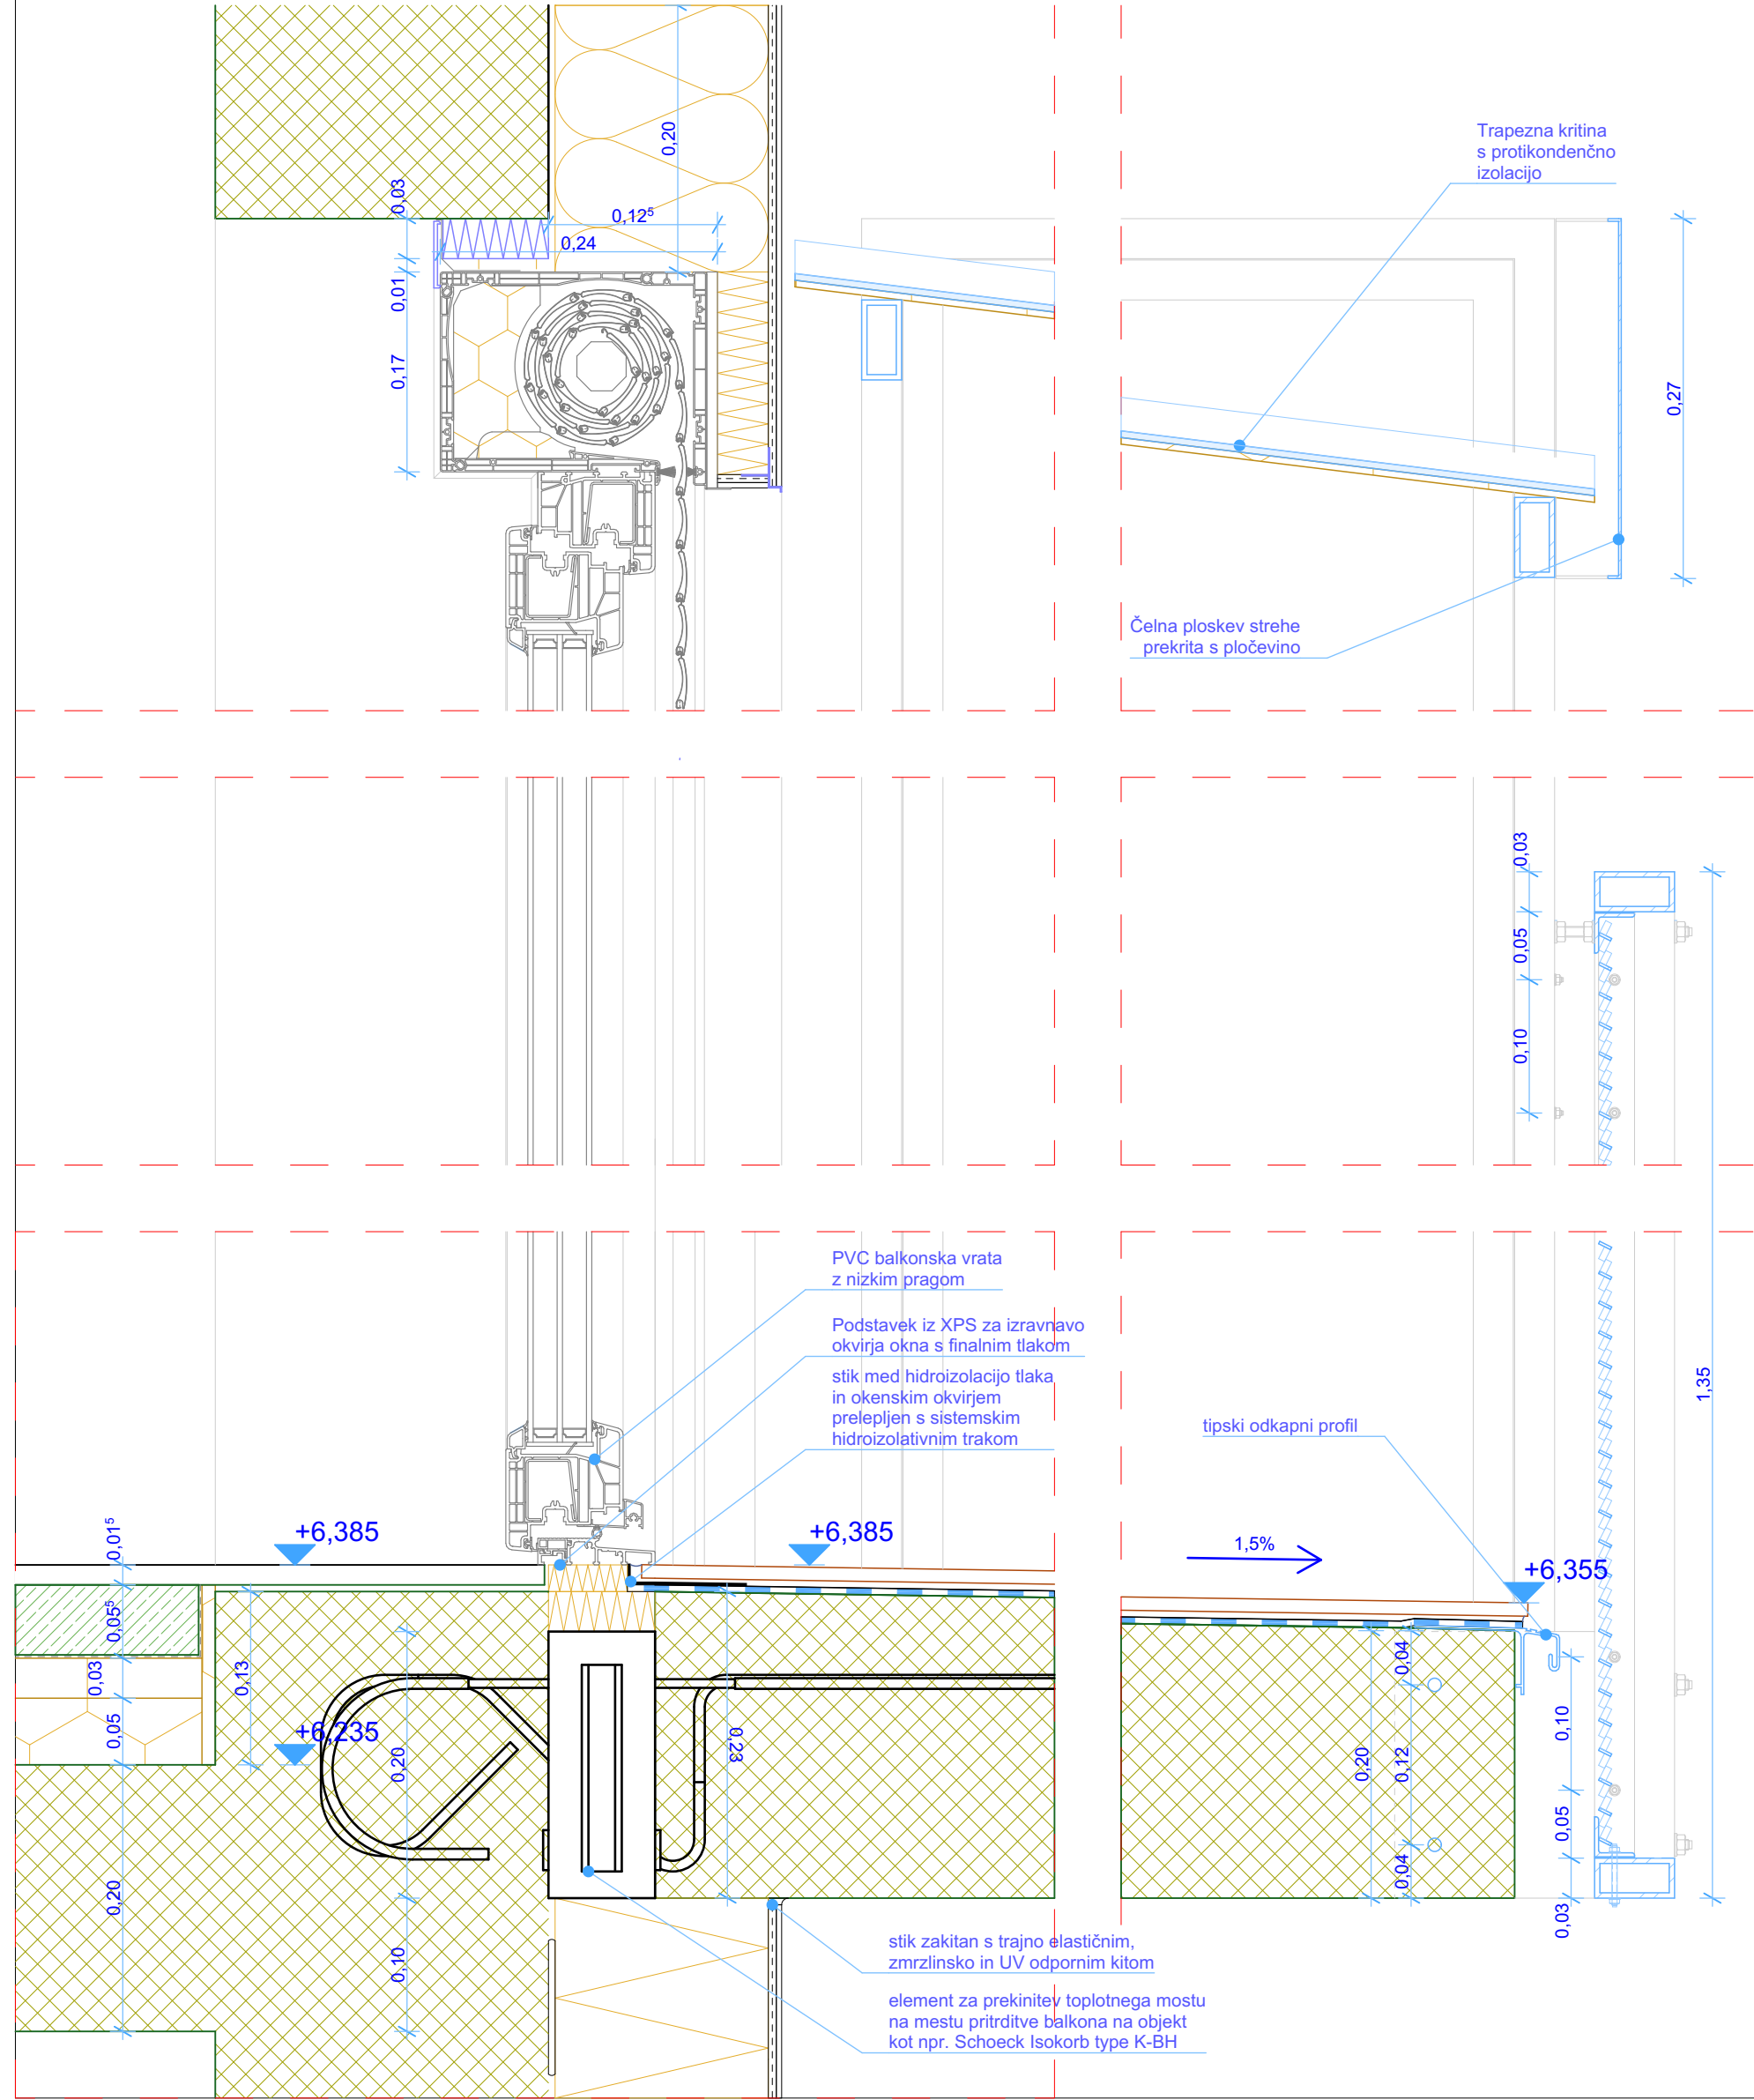 0,20
Trapezna kritina
s protikondenčno
izolacijo
0,03
0,12⁵
0,24
0,01
0,17
0,27
Čelna ploskev strehe
prekrita s pločevino
0,03
0,05
0,10
1,35
PVC balkonska vrata
z nizkim pragom
Podstavek iz XPS za izravnavo
okvirja okna s finalnim tlakom
stik med hidroizolacijo tlaka
in okenskim okvirjem
prelepljen s sistemskim
hidroizolativnim trakom
tipski odkapni profil
+6,385
+6,385
1,5%
+6,355
0,01⁵
0,05⁵
0,03
0,05
0,20
0,13
+6,235
0,20
0,10
0,23
0,20
0,04
0,12
0,04
0,10
0,05
0,03
stik zakitan s trajno elastičnim,
zmrzlinsko in UV odpornim kitom
element za prekinitev toplotnega mostu
na mestu pritrditve balkona na objekt
kot npr. Schoeck Isokorb type K-BH